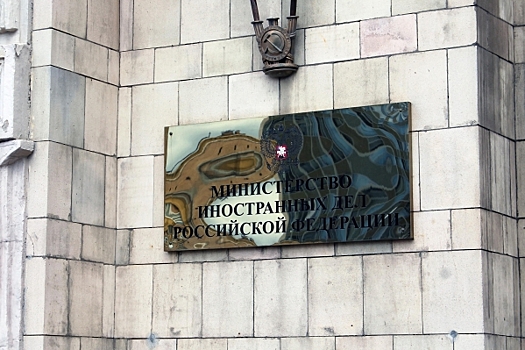 МИНИСТЕРСТВО
ИНОСТРАННЫХ ДЕЛ
РОССИЙСКОЙ ФЕДЕРАЦИИ